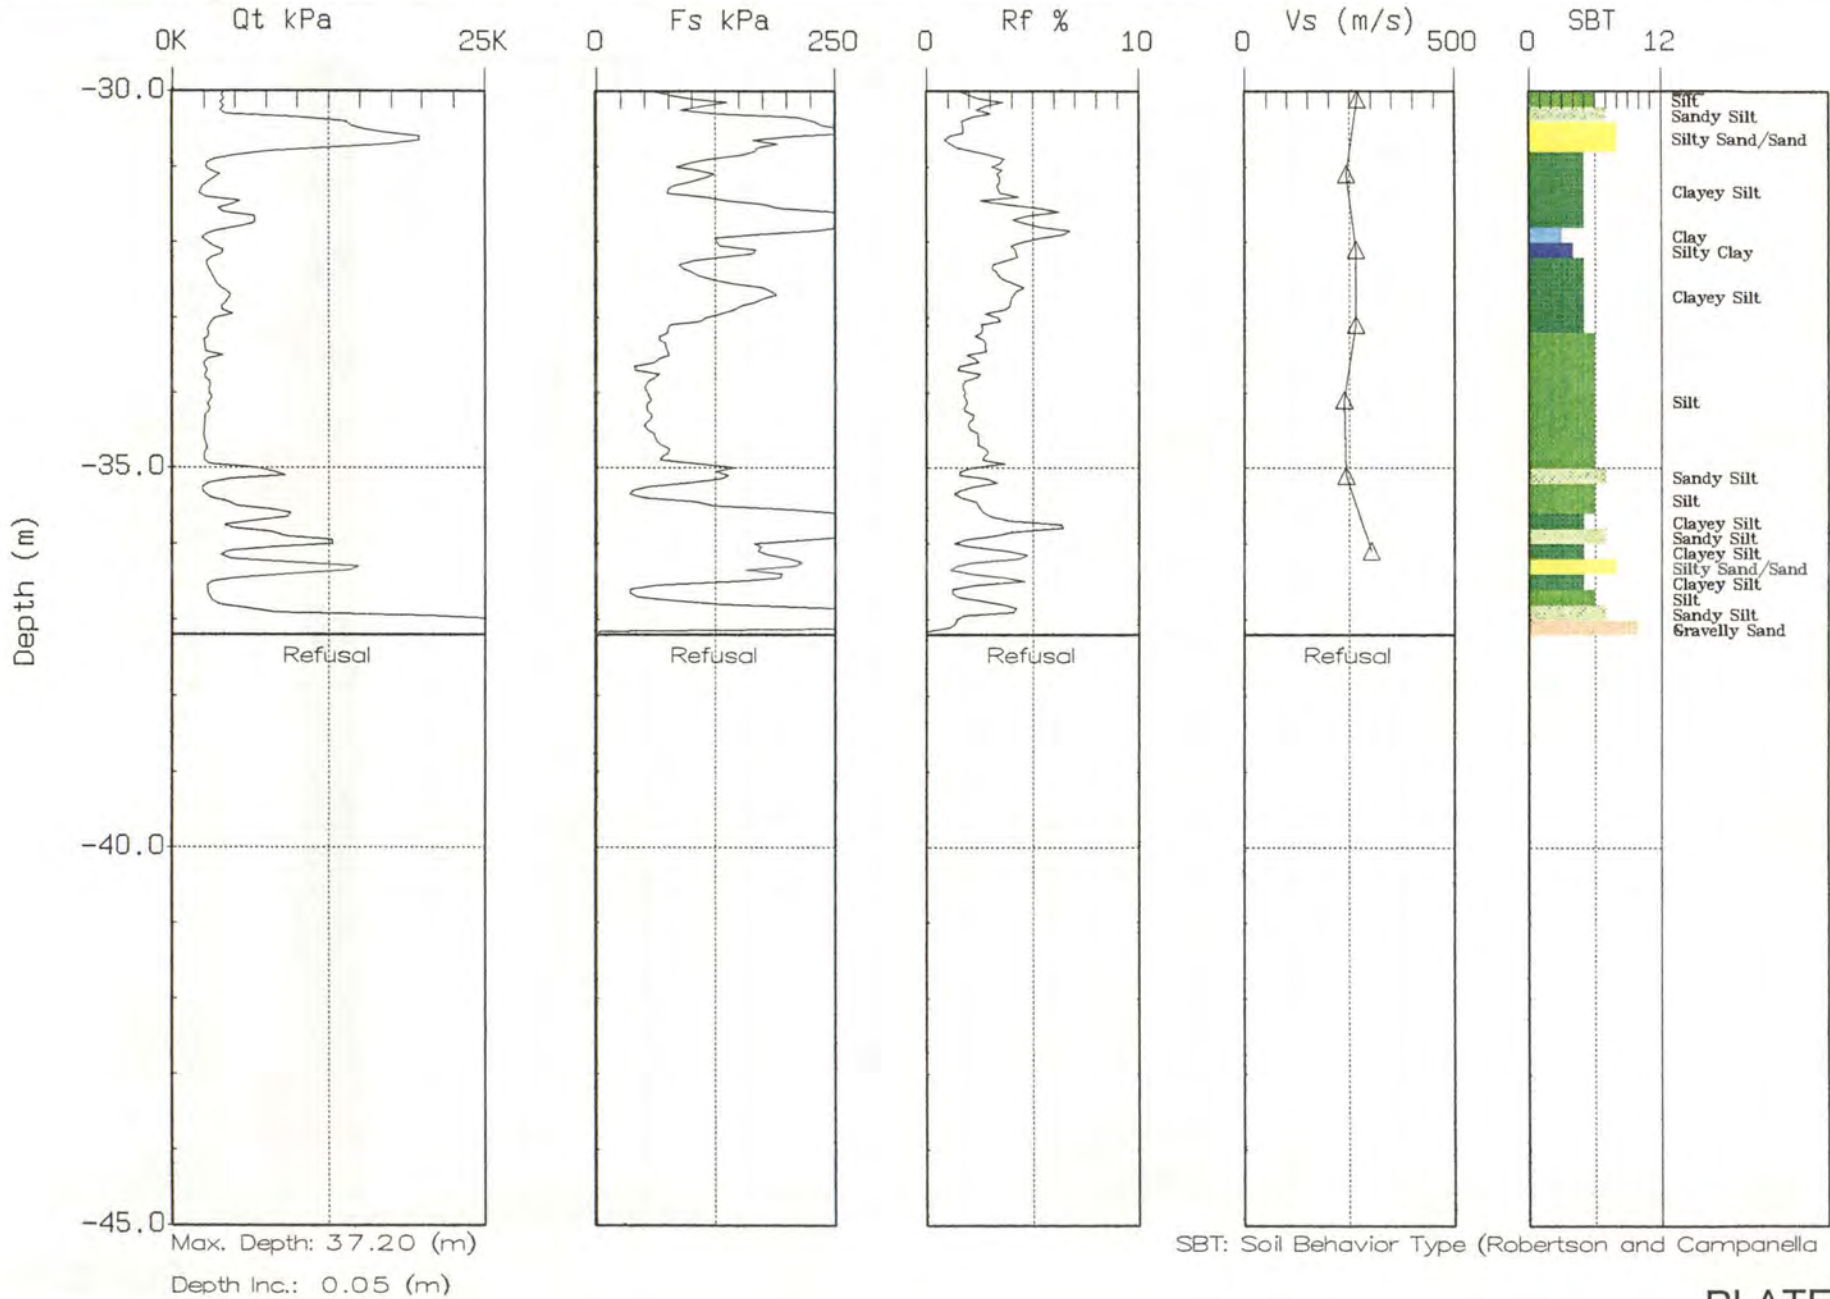 Qt kPa Fs kPa Rf % Vs (m/s) SBT
0K 25K 0 250 0 10 0 500 0 12
-30.0
Silt
Sandy Silt
Silty Sand/Sand
Clayey Silt
Clay
Silty Clay
Clayey Silt
Silt
-35.0
Sandy Silt
Silt
Clayey Silt
Sandy Silt
Clayey Silt
Silty Sand/Sand
Clayey Silt
Silt
Sandy Silt
Gravelly Sand
Refusal Refusal Refusal Refusal
Depth (m)
-40.0
-45.0
Max. Depth: 37.20 (m)
SBT: Soil Behavior Type (Robertson and Campanella
Depth Inc.: 0.05 (m)